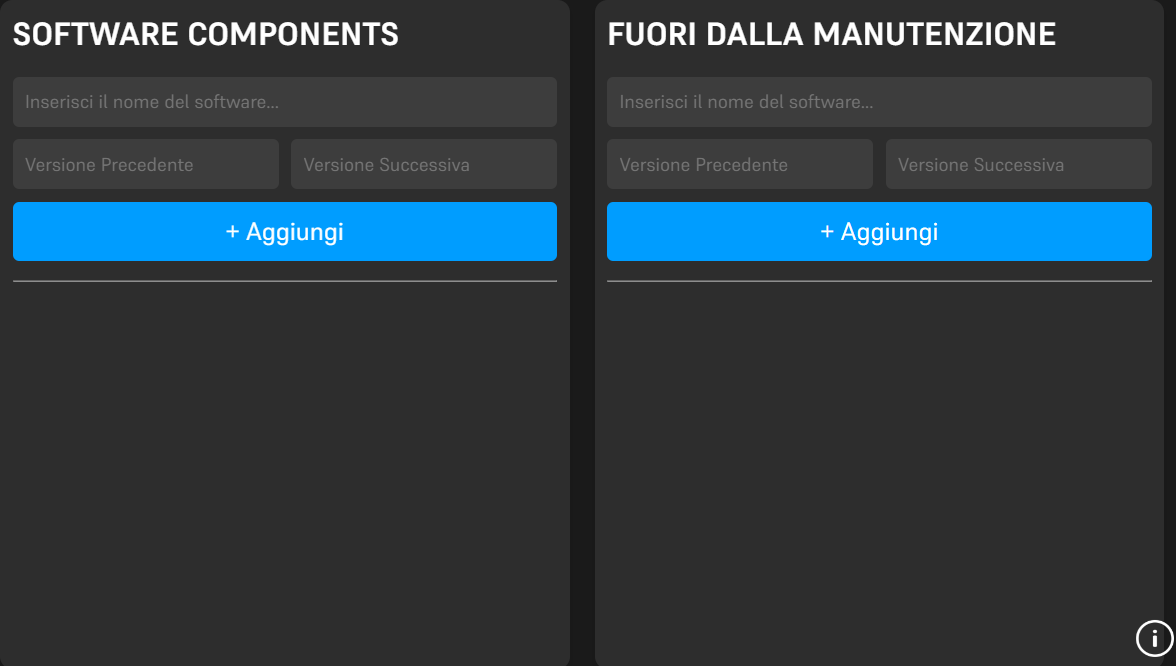 SOFTWARE COMPONENTS
Inserisci il nome del software...
Versione Precedente
Versione Successiva
+ Aggiungi
FUORI DALLA MANUTENZIONE
Inserisci il nome del software...
Versione Precedente
Versione Successiva
+ Aggiungi
i